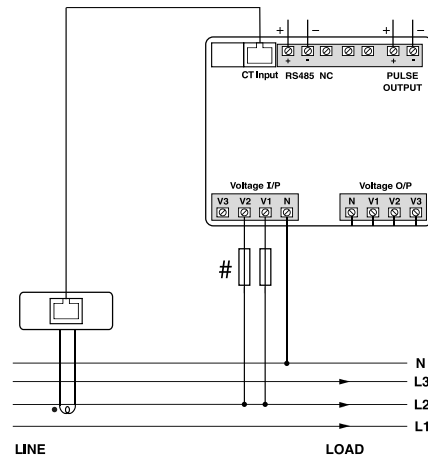 + − + −
CT Input RS485 NC PULSE OUTPUT
+ - + -
Voltage I/P Voltage O/P
V3 V2 V1 N N V1 V2 V3
#
N
L3
L2
L1
LINE LOAD